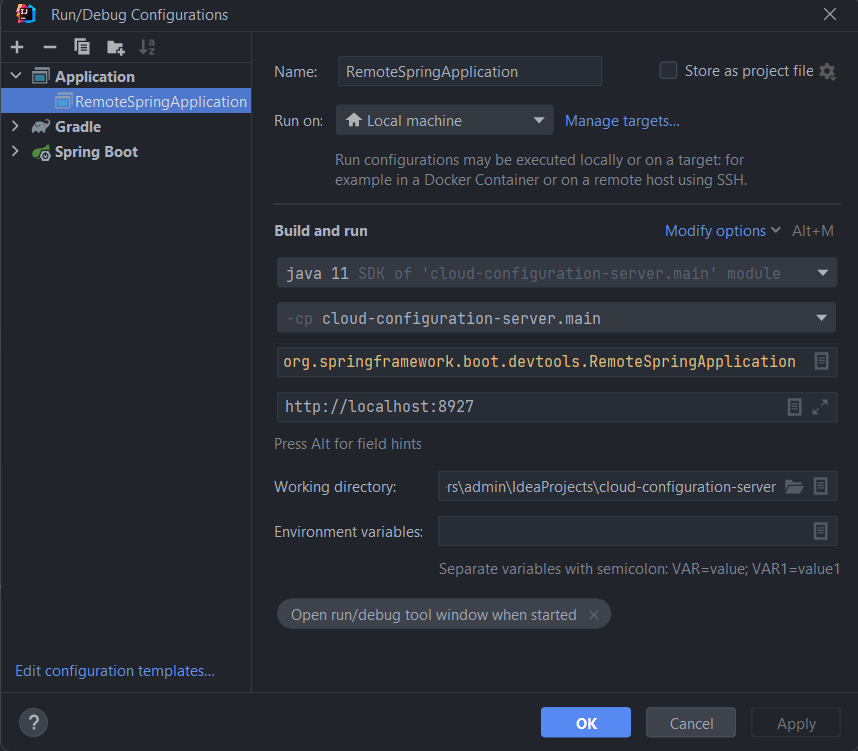 Run/Debug Configurations
Application
RemoteSpringApplication
Gradle
Spring Boot
Edit configuration templates...
Name: RemoteSpringApplication Store as project file
Run on: Local machine Manage targets...
Run configurations may be executed locally or on a target: for
example in a Docker Container or on a remote host using SSH.
Build and run Modify options Alt+M
java 11 SDK of 'cloud-configuration-server.main' module
-cp cloud-configuration-server.main
org.springframework.boot.devtools.RemoteSpringApplication
http://localhost:8927
Press Alt for field hints
Working directory: rs\admin\IdeaProjects\cloud-configuration-server
Environment variables:
Separate variables with semicolon: VAR=value; VAR1=value1
Open run/debug tool window when started
? OK Cancel Apply